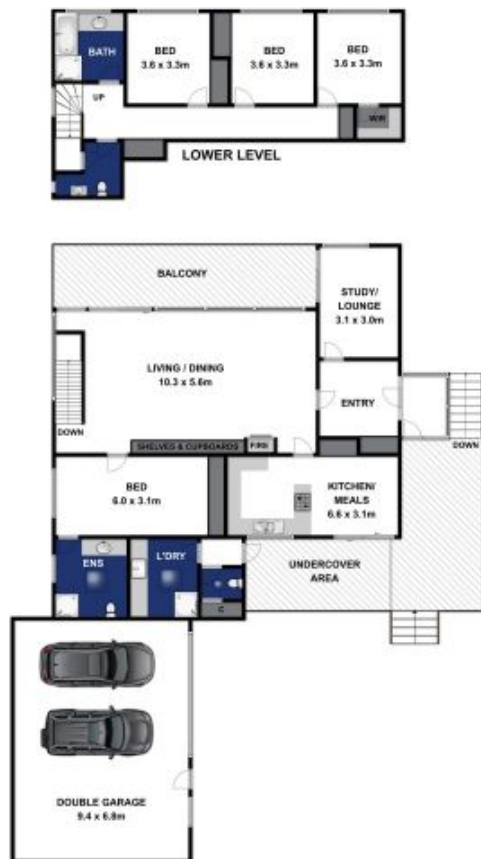 BATH
BED
3.6 x 3.3m
BED
3.6 x 3.3m
BED
3.6 x 3.3m
UP
WIR
LOWER LEVEL
BALCONY
STUDY/
LOUNGE
3.1 x 3.0m
LIVING / DINING
10.3 x 5.6m
ENTRY
DOWN
SHELVES & CUPBOARDS
FIRE
DOWN
BED
6.0 x 3.1m
KITCHEN/
MEALS
6.6 x 3.1m
ENS
L'DRY
UNDERCOVER
AREA
C
DOUBLE GARAGE
9.4 x 6.8m